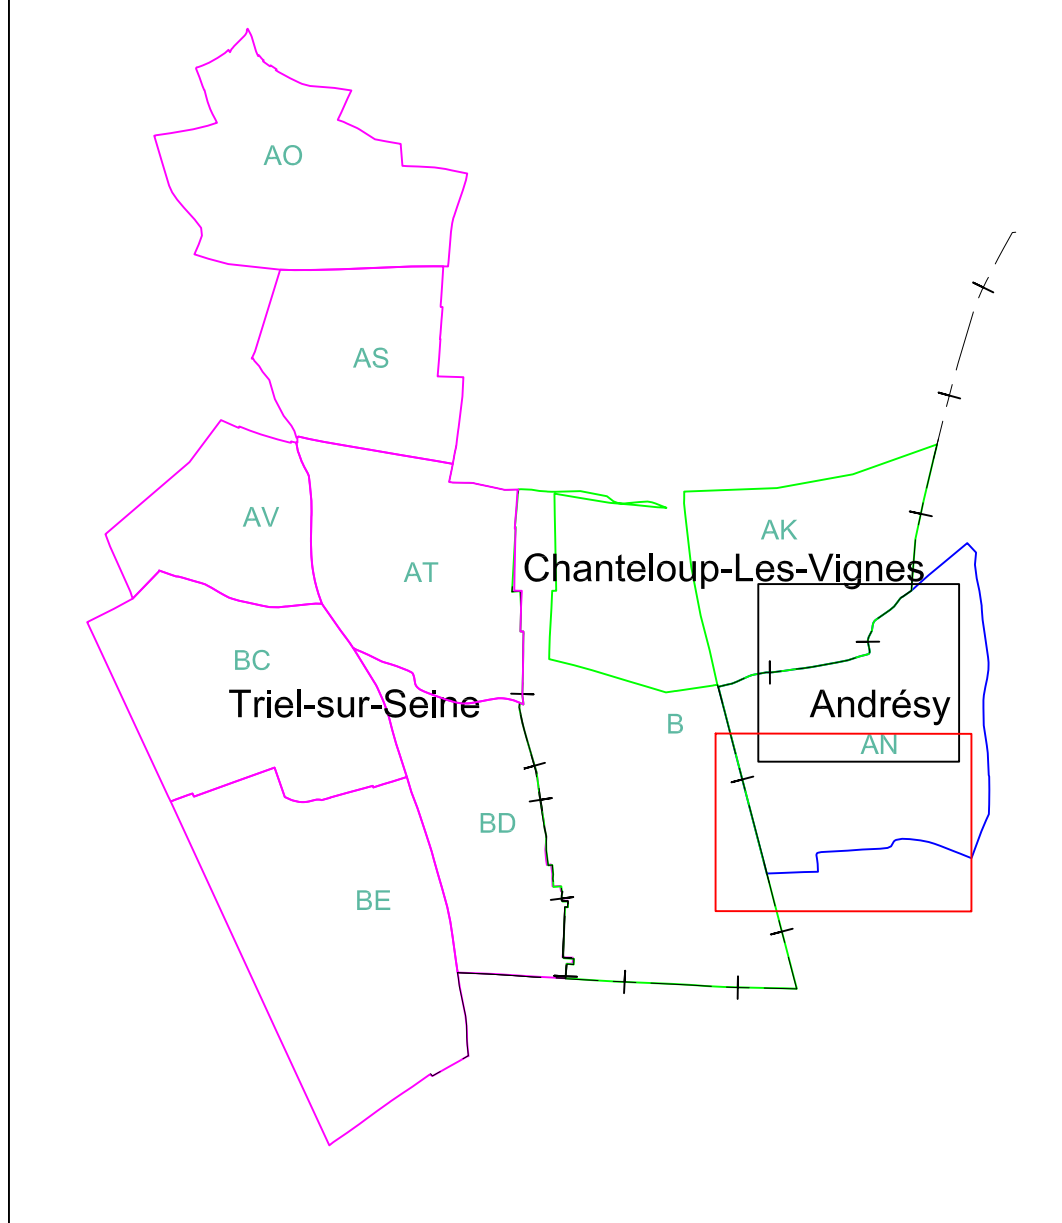 AO
AS
AV
AK
AT
Chanteloup-Les-Vignes
BC
Triel-sur-Seine
Andrésy
B
AN
BD
BE